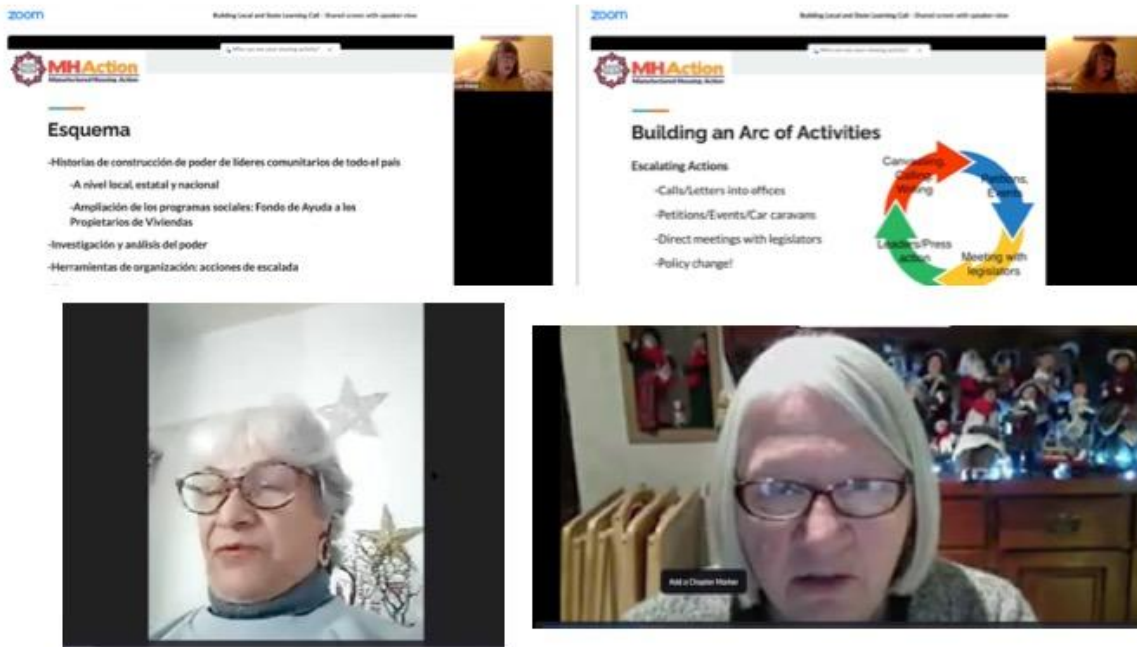 zoom
Building Local and State Learning Call - Shared screen with speaker view
MHAction
Manufactured Housing Action
Esquema
-Historias de construcción de poder de líderes comunitarios de todo el país
-A nivel local, estatal y nacional
-Ampliación de los programas sociales: Fondo de Ayuda a los
Propietarios de Viviendas
-Investigación y análisis del poder
-Herramientas de organización: acciones de escalada
zoom
Building Local and State Learning Call - Shared screen with speaker view
MHAction
Manufactured Housing Action
Building an Arc of Activities
Escalating Actions
-Calls/Letters into offices
-Petitions/Events/Car caravans
-Direct meetings with legislators
-Policy change!
Canvassing,
Calling
Writing
Petitions,
Events
Leaders/Press
action
Meeting with
legislators
Add a Chapter Marker